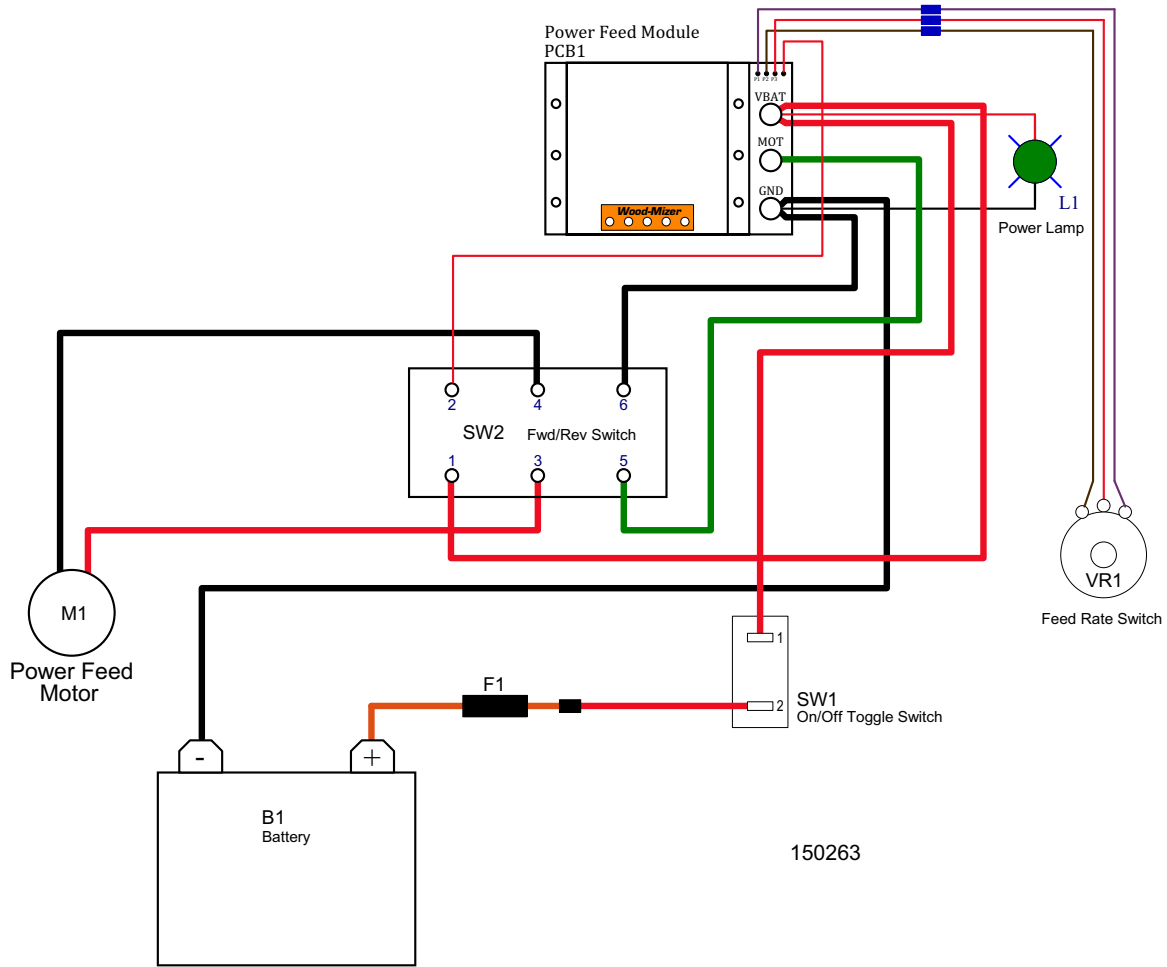 Power Feed Module
PCB1
P1 P2 P3
VBAT
MOT
GND
Wood-Mizer
L1
Power Lamp
2 4 6
SW2 Fwd/Rev Switch
1 3 5
M1
Power Feed
Motor
VR1
Feed Rate Switch
F1
1
2
SW1
On/Off Toggle Switch
- +
B1
Battery
150263